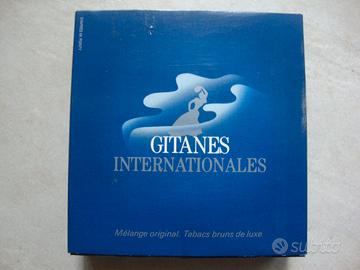 GITANES
INTERNATIONALES
Mélange original. Tabacs bruns de luxe
subito